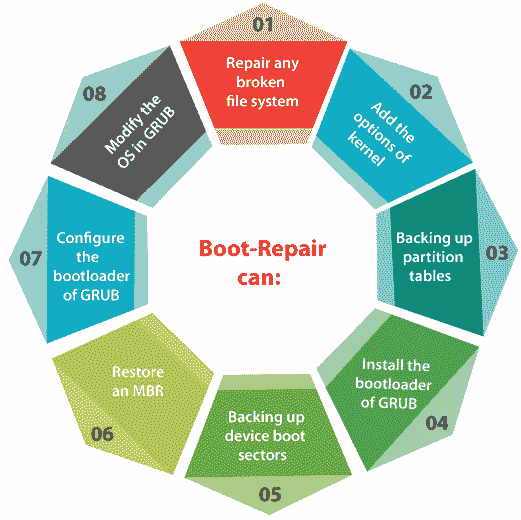 Boot-Repair
can:
01
Repair any
broken
file system
02
Add the
options of
kernel
03
Backing up
partition
tables
04
Install the
bootloader
of GRUB
05
Backing up
device boot
sectors
06
Restore
an MBR
07
Configure
the
bootloader
of GRUB
08
Modify the
OS in GRUB